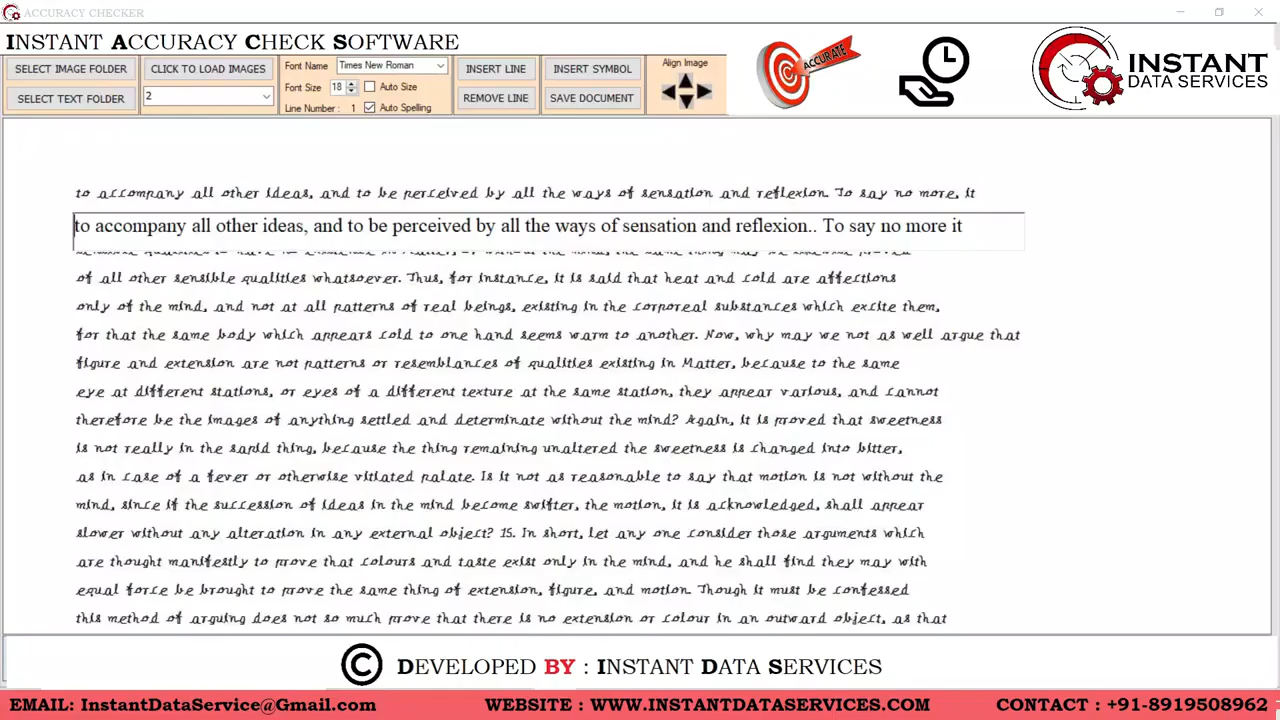 ACCURACY CHECKER
INSTANT ACCURACY CHECK SOFTWARE
SELECT IMAGE FOLDER
CLICK TO LOAD IMAGES
Font Name Times New Roman
INSERT LINE
INSERT SYMBOL
Align Image
SELECT TEXT FOLDER
2
Font Size 18 Auto Size
Line Number : 1 Auto Spelling
REMOVE LINE
SAVE DOCUMENT
ACCURATE
INSTANT
DATA SERVICES
to accompany all other ideas, and to be perceived by all the ways of sensation and reflexion. To say no more, it
to accompany all other ideas, and to be perceived by all the ways of sensation and reflexion.. To say no more it
of all other sensible qualities whatsoever. Thus, for instance, it is said that heat and cold are affections
only of the mind, and not at all patterns of real beings, existing in the corporeal substances which excite them,
for that the same body which appears cold to one hand seems warm to another. Now, why may we not as well argue that
figure and extension are not patterns or resemblances of qualities existing in Matter, because to the same
eye at different stations, or eyes of a different texture at the same station, they appear various, and cannot
therefore be the images of anything settled and determinate without the mind? Again, it is proved that sweetness
is not really in the sapid thing, because the thing remaining unaltered the sweetness is changed into bitter,
as in case of a fever or otherwise vitiated palate. Is it not as reasonable to say that motion is not without the
mind, since if the succession of ideas in the mind become swifter, the motion, it is acknowledged, shall appear
slower without any alteration in any external object? 15. In short, let any one consider those arguments which
are thought manifestly to prove that colours and taste exist only in the mind, and he shall find they may with
equal force be brought to prove the same thing of extension, figure, and motion. Though it must be confessed
this method of arguing does not so much prove that there is no extension or colour in an outward object, as that
© DEVELOPED BY : INSTANT DATA SERVICES
EMAIL: InstantDataService@Gmail.com WEBSITE : WWW.INSTANTDATASERVICES.COM CONTACT : +91-8919508962